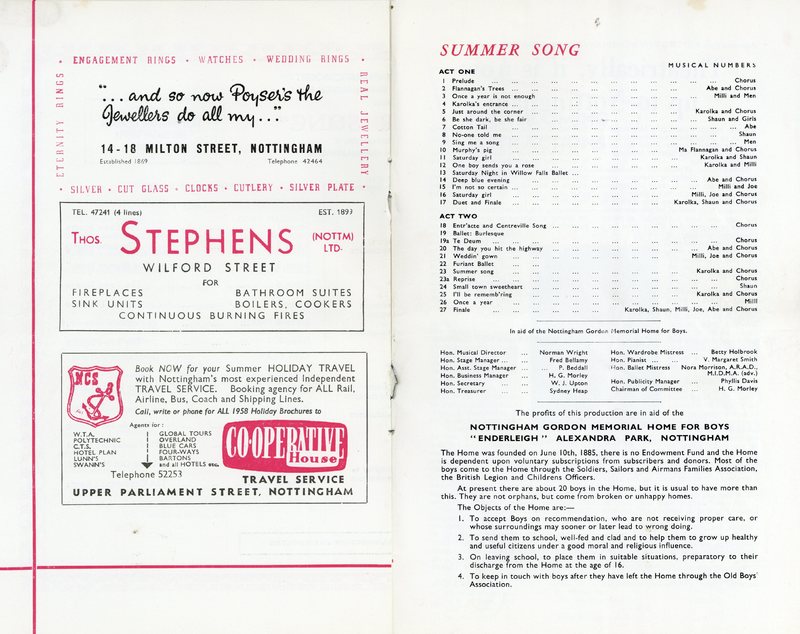 ENGAGEMENT RINGS · WATCHES · WEDDING RINGS
ETERNITY RINGS
REAL JEWELLERY
"...and so now Poyser's the
Jewellers do all my..."
14-18 MILTON STREET, NOTTINGHAM
Established 1869 Telephone 42464
· SILVER · CUT GLASS · CLOCKS · CUTLERY · SILVER PLATE ·
TEL. 47241 (4 lines) EST. 1893
THOS. STEPHENS (NOTTM) LTD.
WILFORD STREET
FOR
FIREPLACES BATHROOM SUITES
SINK UNITS BOILERS, COOKERS
CONTINUOUS BURNING FIRES
NCS
Book NOW for your Summer HOLIDAY TRAVEL
with Nottingham's most experienced Independent
TRAVEL SERVICE. Booking agency for ALL Rail,
Airline, Bus, Coach and Shipping Lines.
Call, write or phone for ALL 1958 Holiday Brochures to
Agents for :
W.T.A. GLOBAL TOURS
POLYTECHNIC OVERLAND
C.T.S. BLUE CARS
HOTEL PLAN FOUR-WAYS
LUNN'S BARTONS
SWANN'S and all HOTELS etc.
Telephone 52253
CO-OPERATIVE
House
TRAVEL SERVICE
UPPER PARLIAMENT STREET, NOTTINGHAM
SUMMER SONG
MUSICAL NUMBERS
ACT ONE
1 Prelude ... Chorus
2 Flannagan's Trees ... Abe and Chorus
3 Once a year is not enough ... Milli and Men
4 Karolka's entrance ...
5 Just around the corner ... Karolka and Chorus
6 Be she dark, be she fair ... Shaun and Girls
7 Cotton Tail ... Abe
8 No-one told me ... Shaun
9 Sing me a song ... Men
10 Murphy's pig ... Ma Flannagan and Chorus
11 Saturday girl ... Karolka and Shaun
12 One boy sends you a rose ... Karolka and Milli
13 Saturday Night in Willow Falls Ballet ...
14 Deep blue evening ... Abe and Chorus
15 I'm not so certain ... Milli and Joe
16 Saturday girl ... Milli, Joe and Chorus
17 Duet and Finale ... Karolka, Shaun and Chorus
ACT TWO
18 Entr'acte and Centreville Song ... Chorus
19 Ballet: Burlesque
19a Te Deum ... Chorus
20 The day you hit the highway ... Abe and Chorus
21 Weddin' gown ... Milli, Joe and Chorus
22 Furiant Ballet
23 Summer song ... Karolka and Chorus
23a Reprise ... Chorus
24 Small town sweetheart ... Shaun
25 I'll be rememb'ring ... Karolka and Chorus
26 Once a year ... Milli
27 Finale ... Karolka, Shaun, Milli, Joe, Abe and Chorus
In aid of the Nottingham Gordon Memorial Home for Boys.
Hon. Musical Director ... Norman Wright
Hon. Stage Manager ... Fred Bellamy
Hon. Asst. Stage Manager ... P. Beddall
Hon. Business Manager ... H. G. Morley
Hon. Secretary ... W. J. Upton
Hon. Treasurer ... Sydney Heap
Hon. Wardrobe Mistress ... Betty Holbrook
Hon. Pianist ... V. Margaret Smith
Hon. Ballet Mistress Nora Morrison, A.R.A.D.,
M.I.D.M.A. (adv.)
Hon. Publicity Manager ... Phyllis Davis
Chairman of Committee ... H. G. Morley
The profits of this production are in aid of the
NOTTINGHAM GORDON MEMORIAL HOME FOR BOYS
"ENDERLEIGH" ALEXANDRA PARK, NOTTINGHAM
The Home was founded on June 10th, 1885, there is no Endowment Fund and the Home
is dependent upon voluntary subscriptions from subscribers and donors. Most of the
boys come to the Home through the Soldiers, Sailors and Airmans Families Association,
the British Legion and Childrens Officers.
At present there are about 20 boys in the Home, but it is usual to have more than
this. They are not orphans, but come from broken or unhappy homes.
The Objects of the Home are:—
1. To accept Boys on recommendation, who are not receiving proper care, or
whose surroundings may sooner or later lead to wrong doing.
2. To send them to school, well-fed and clad and to help them to grow up healthy
and useful citizens under a good moral and religious influence.
3. On leaving school, to place them in suitable situations, preparatory to their
discharge from the Home at the age of 16.
4. To keep in touch with boys after they have left the Home through the Old Boys'
Association.